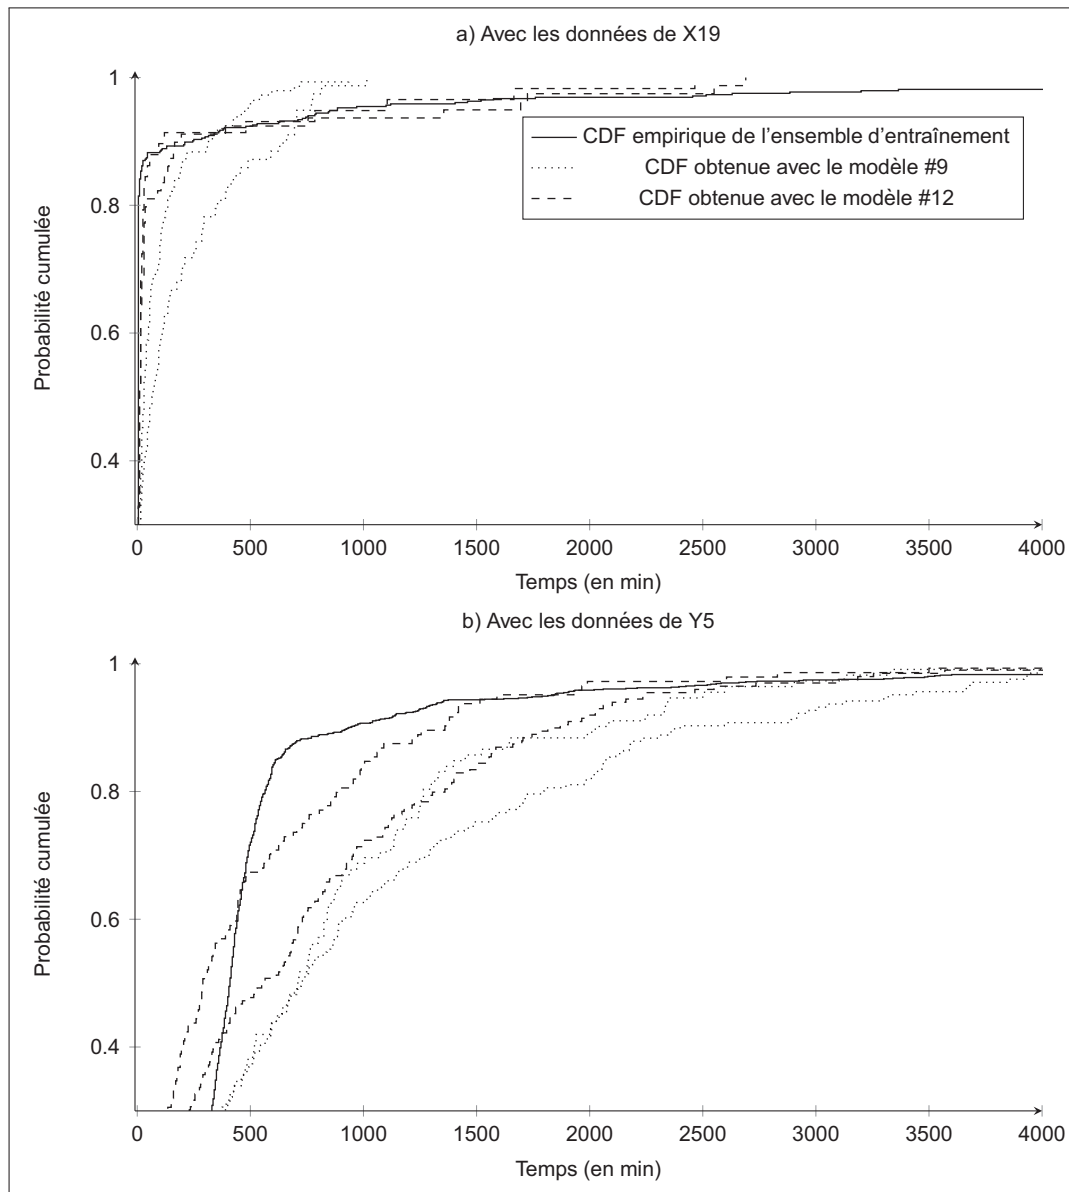 a) Avec les données de X19
1
0.8
0.6
0.4
Probabilité cumulée
CDF empirique de l'ensemble d'entraînement
CDF obtenue avec le modèle #9
CDF obtenue avec le modèle #12
0 500 1000 1500 2000 2500 3000 3500 4000
Temps (en min)
b) Avec les données de Y5
1
0.8
0.6
0.4
Probabilité cumulée
0 500 1000 1500 2000 2500 3000 3500 4000
Temps (en min)